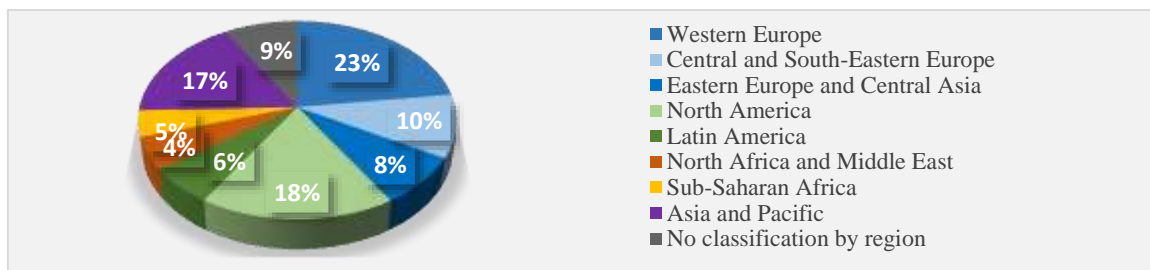 9%
23%
17%
10%
5%
4%
8%
6%
18%
Western Europe
Central and South-Eastern Europe
Eastern Europe and Central Asia
North America
Latin America
North Africa and Middle East
Sub-Saharan Africa
Asia and Pacific
No classification by region